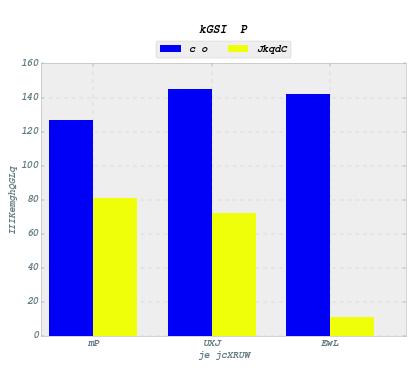 kGSI P
c o JkqdC
160
140
120
100
80
60
40
20
0
IIIKemghQGLq
mP UXJ EwL
je jcXRUW